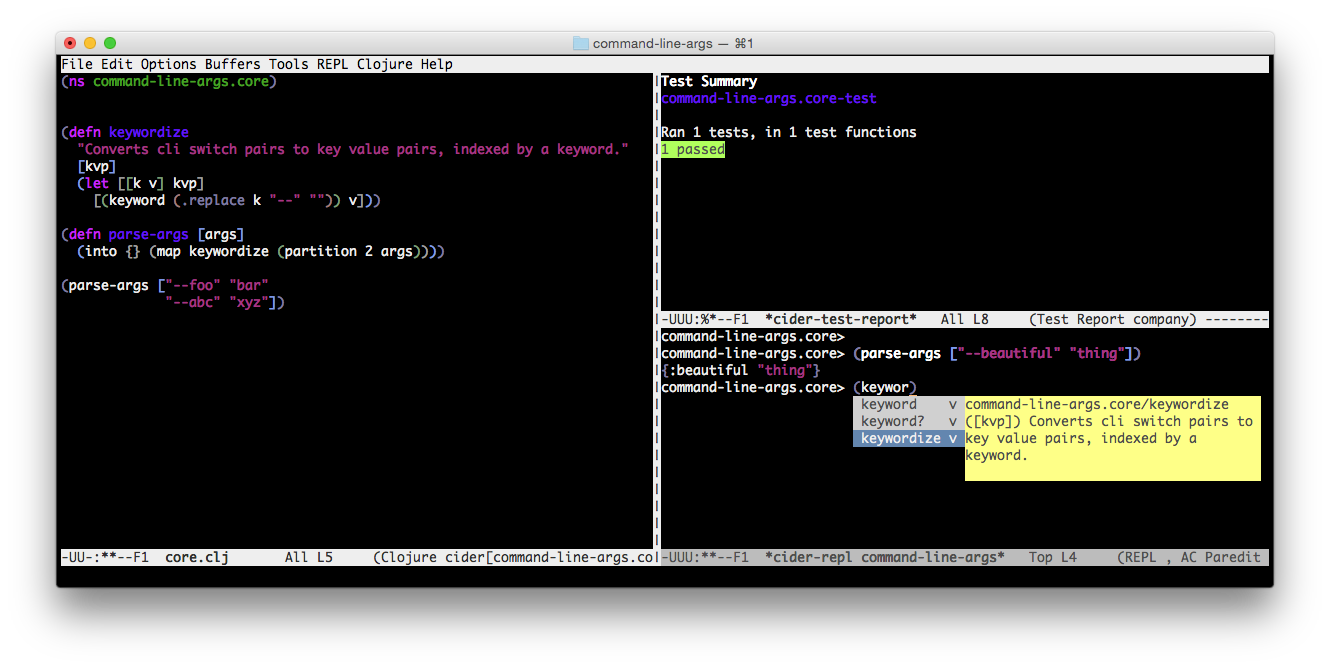 command-line-args — ⌘1
File Edit Options Buffers Tools REPL Clojure Help
(ns command-line-args.core)
(defn keywordize
  "Converts cli switch pairs to key value pairs, indexed by a keyword."
  [kvp]
  (let [[k v] kvp]
    [(keyword (.replace k "--" "")) v]))
(defn parse-args [args]
  (into {} (map keywordize (partition 2 args))))
(parse-args ["--foo" "bar"
             "--abc" "xyz"])
-UU-:**--F1  core.clj       All L5     (Clojure cider[command-line-args.co
Test Summary
command-line-args.core-test
Ran 1 tests, in 1 test functions
1 passed
-UUU:%*--F1  *cider-test-report*   All L8     (Test Report company) --------
command-line-args.core>
command-line-args.core> (parse-args ["--beautiful" "thing"])
{:beautiful "thing"}
command-line-args.core> (keywor)
keyword    v command-line-args.core/keywordize
keyword?   v ([kvp]) Converts cli switch pairs to
keywordize v key value pairs, indexed by a
keyword.
-UUU:**--F1  *cider-repl command-line-args*   Top L4     (REPL , AC Paredit